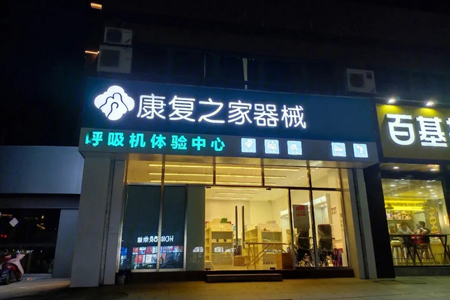 康复之家器械
呼吸机体验中心
百基